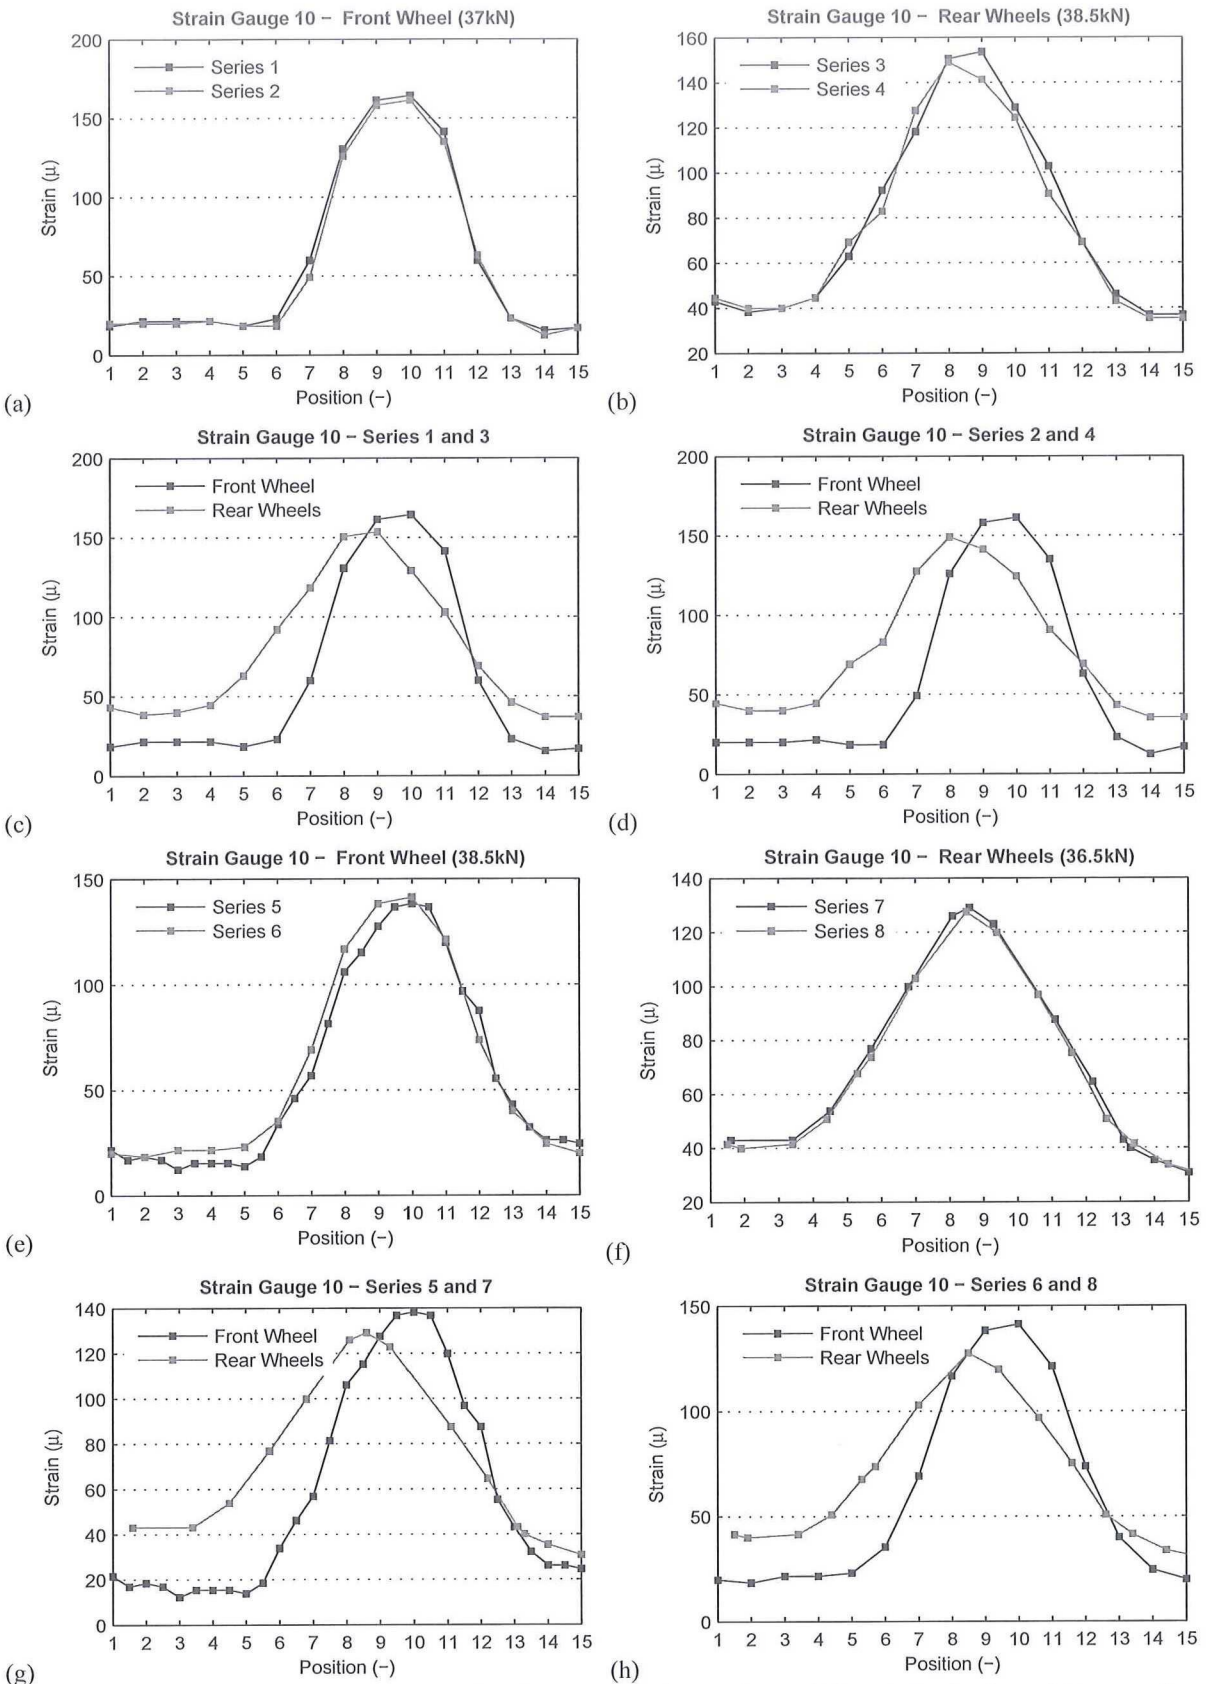 Strain Gauge 10 − Front Wheel (37kN)
200
150
100
50
0
Strain (μ)
Series 1
Series 2
1 2 3 4 5 6 7 8 9 10 11 12 13 14 15
Position (−)
(a)
Strain Gauge 10 − Rear Wheels (38.5kN)
160
140
120
100
80
60
40
20
Strain (μ)
Series 3
Series 4
1 2 3 4 5 6 7 8 9 10 11 12 13 14 15
Position (−)
(b)
Strain Gauge 10 − Series 1 and 3
200
150
100
50
0
Strain (μ)
Front Wheel
Rear Wheels
1 2 3 4 5 6 7 8 9 10 11 12 13 14 15
Position (−)
(c)
Strain Gauge 10 − Series 2 and 4
200
150
100
50
0
Strain (μ)
Front Wheel
Rear Wheels
1 2 3 4 5 6 7 8 9 10 11 12 13 14 15
Position (−)
(d)
Strain Gauge 10 − Front Wheel (38.5kN)
150
100
50
0
Strain (μ)
Series 5
Series 6
1 2 3 4 5 6 7 8 9 10 11 12 13 14 15
Position (−)
(e)
Strain Gauge 10 − Rear Wheels (36.5kN)
140
120
100
80
60
40
20
Strain (μ)
Series 7
Series 8
1 2 3 4 5 6 7 8 9 10 11 12 13 14 15
Position (−)
(f)
Strain Gauge 10 − Series 5 and 7
140
120
100
80
60
40
20
0
Strain (μ)
Front Wheel
Rear Wheels
1 2 3 4 5 6 7 8 9 10 11 12 13 14 15
Position (−)
(g)
Strain Gauge 10 − Series 6 and 8
150
100
50
0
Strain (μ)
Front Wheel
Rear Wheels
1 2 3 4 5 6 7 8 9 10 11 12 13 14 15
Position (−)
(h)